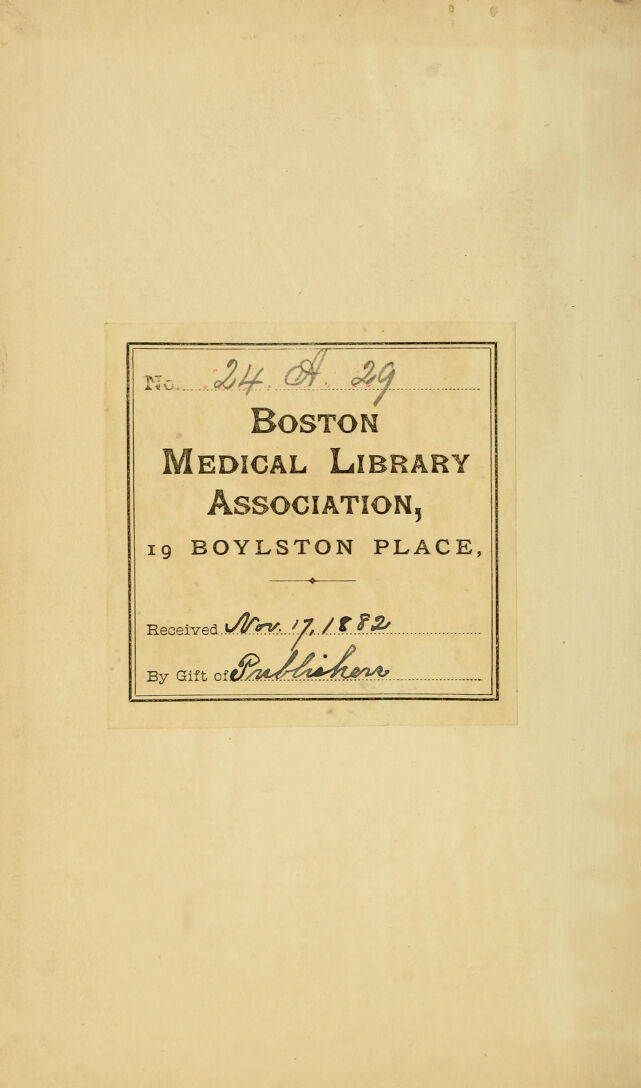 No. 24. A. 29
BOSTON
MEDICAL LIBRARY
ASSOCIATION,
19 BOYLSTON PLACE,
Received Nov. 17, 1882
By Gift of Publishers